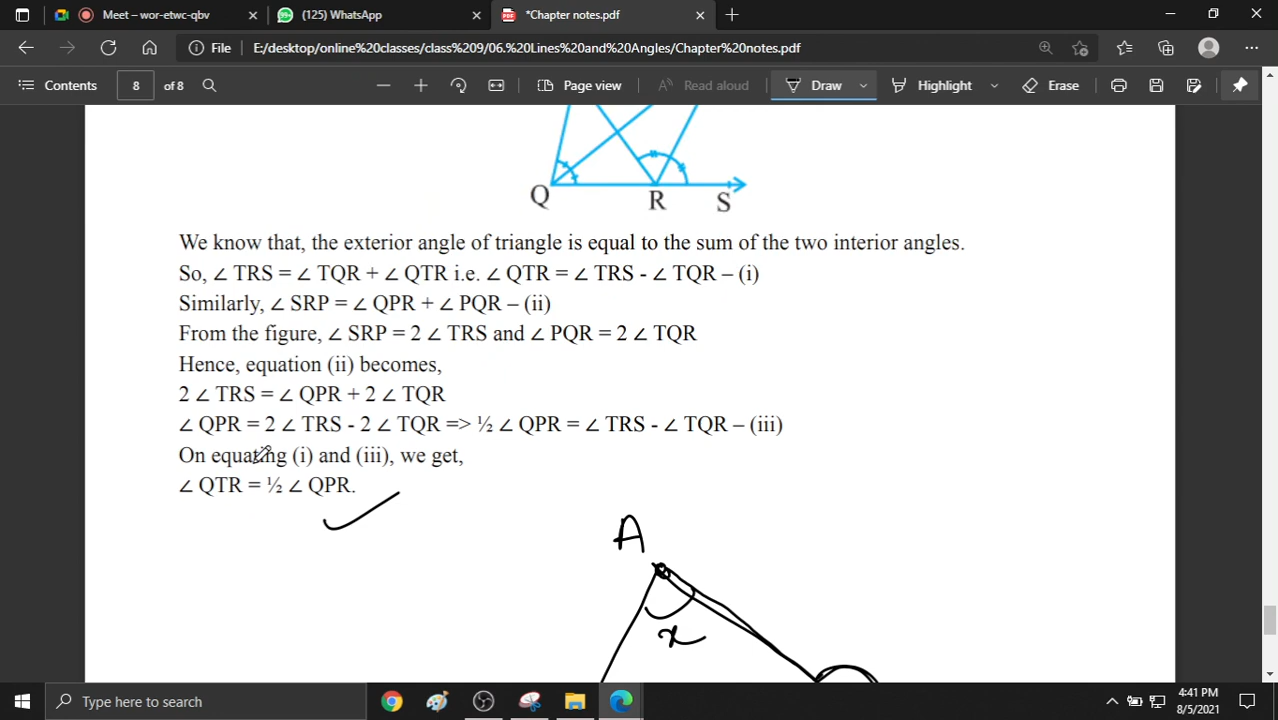 Meet – wor-etwc-qbv
(125) WhatsApp
*Chapter notes.pdf
File
E:/desktop/online%20classes/class%209/06.%20Lines%20and%20Angles/Chapter%20notes.pdf
Contents 8 of 8 Page view Read aloud Draw Highlight Erase
Q R S
We know that, the exterior angle of triangle is equal to the sum of the two interior angles.
So, ∠ TRS = ∠ TQR + ∠ QTR i.e. ∠ QTR = ∠ TRS - ∠ TQR – (i)
Similarly, ∠ SRP = ∠ QPR + ∠ PQR – (ii)
From the figure, ∠ SRP = 2 ∠ TRS and ∠ PQR = 2 ∠ TQR
Hence, equation (ii) becomes,
2 ∠ TRS = ∠ QPR + 2 ∠ TQR
∠ QPR = 2 ∠ TRS - 2 ∠ TQR => ½ ∠ QPR = ∠ TRS - ∠ TQR – (iii)
On equating (i) and (iii), we get,
∠ QTR = ½ ∠ QPR.
A
x
Type here to search
4:41 PM
8/5/2021